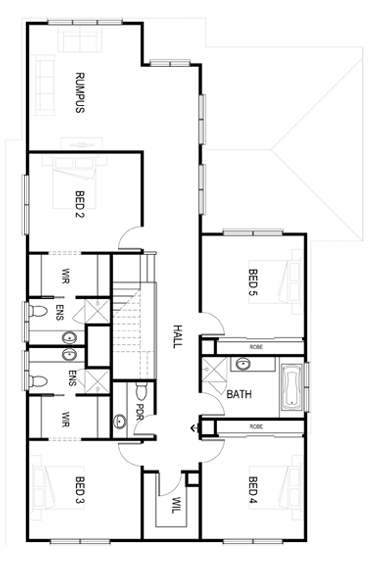 RUMPUS
BED 2
WIR
ENS
BED 5
HALL
ROBE
ENS
BATH
PDR
WIR
ROBE
BED 3
WIL
BED 4